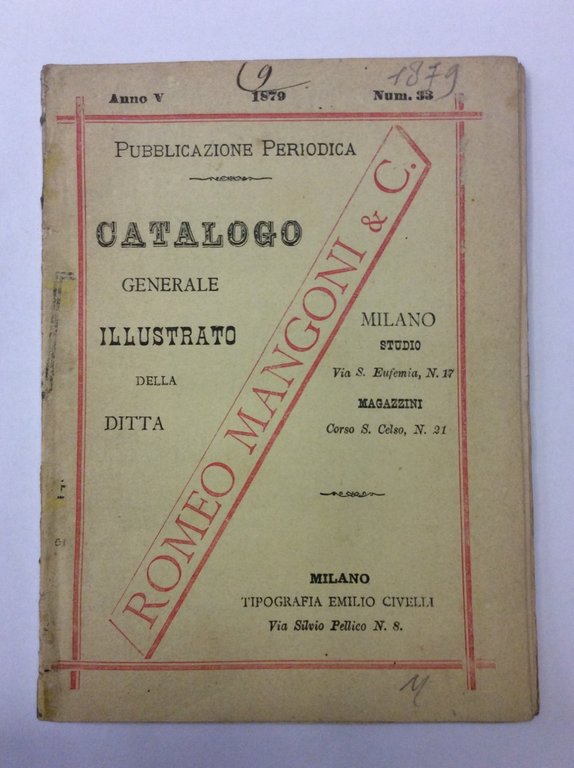 9 1879
Anno V 1879 Num. 33
PUBBLICAZIONE PERIODICA
CATALOGO
GENERALE
ILLUSTRATO
DELLA
DITTA
ROMEO MANGONI & C.
MILANO
STUDIO
Via S. Eufemia, N. 17
MAGAZZINI
Corso S. Celso, N. 21
MILANO
TIPOGRAFIA EMILIO CIVELLI
Via Silvio Pellico N. 8.